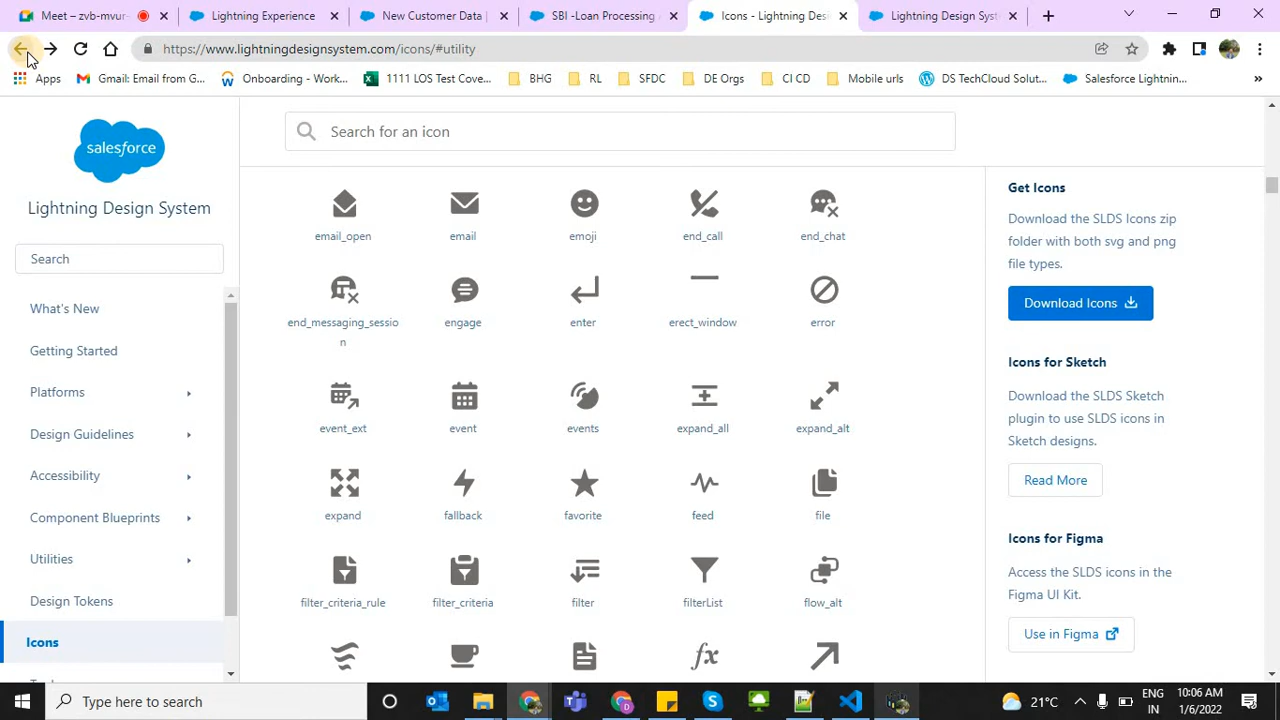 Meet – zvb-mvur-
Lightning Experience
New Customer Data |
SBI -Loan Processing /
Icons - Lightning Des
Lightning Design Syst
https://www.lightningdesignsystem.com/icons/#utility
Apps
Gmail: Email from G...
Onboarding - Work...
1111 LOS Test Cove...
BHG
RL
SFDC
DE Orgs
CI CD
Mobile urls
DS TechCloud Solut...
Salesforce Lightnin...
»
salesforce
Lightning Design System
Search
What's New
Getting Started
Platforms
Design Guidelines
Accessibility
Component Blueprints
Utilities
Design Tokens
Icons
Search for an icon
email_open email emoji end_call end_chat
end_messaging_sessio
n
engage enter erect_window error
event_ext event events expand_all expand_alt
expand fallback favorite feed file
filter_criteria_rule filter_criteria filter filterList flow_alt
Get Icons
Download the SLDS Icons zip
folder with both svg and png
file types.
Download Icons
Icons for Sketch
Download the SLDS Sketch
plugin to use SLDS icons in
Sketch designs.
Read More
Icons for Figma
Access the SLDS icons in the
Figma UI Kit.
Use in Figma
Type here to search
21°C
ENG
IN
10:06 AM
1/6/2022